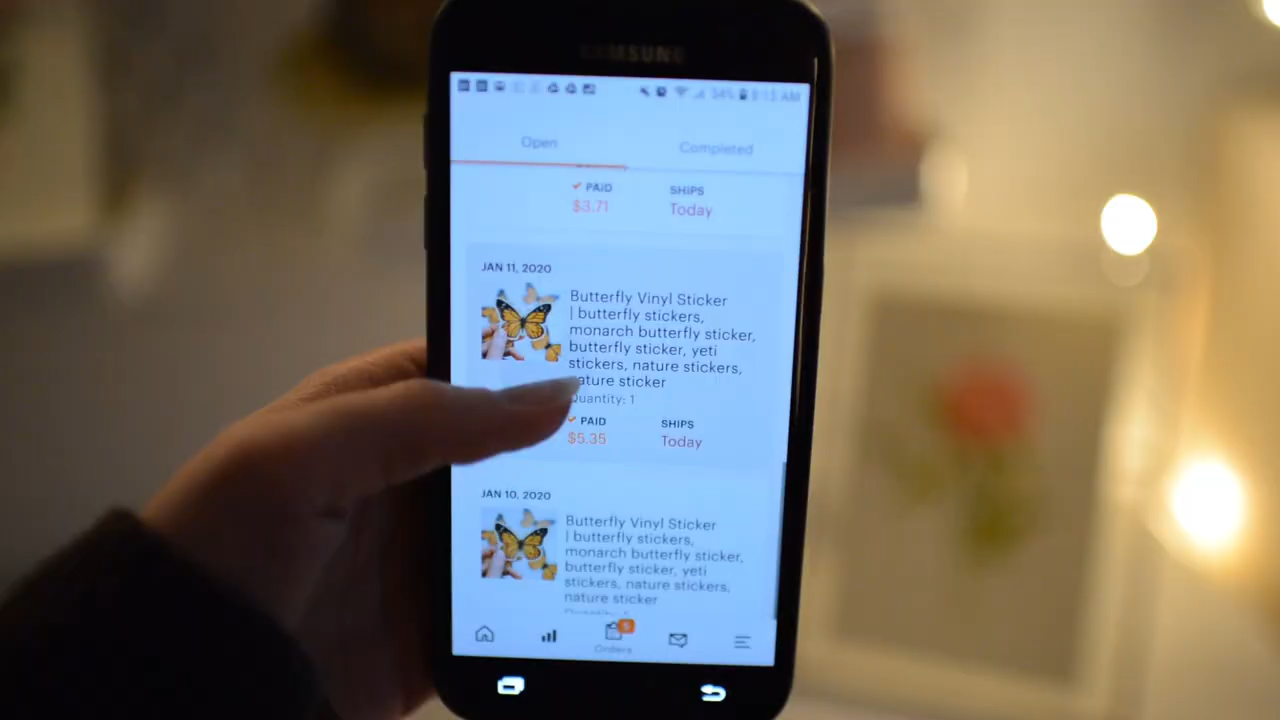 SAMSUNG
34% 8:13 AM
Open Completed
PAID SHIPS
$3.71 Today
JAN 11, 2020
Butterfly Vinyl Sticker
| butterfly stickers,
monarch butterfly sticker,
butterfly sticker, yeti
stickers, nature stickers,
nature sticker
Quantity: 1
PAID SHIPS
$5.35 Today
JAN 10, 2020
Butterfly Vinyl Sticker
| butterfly stickers,
monarch butterfly sticker,
butterfly sticker, yeti
stickers, nature stickers,
nature sticker
5
Orders